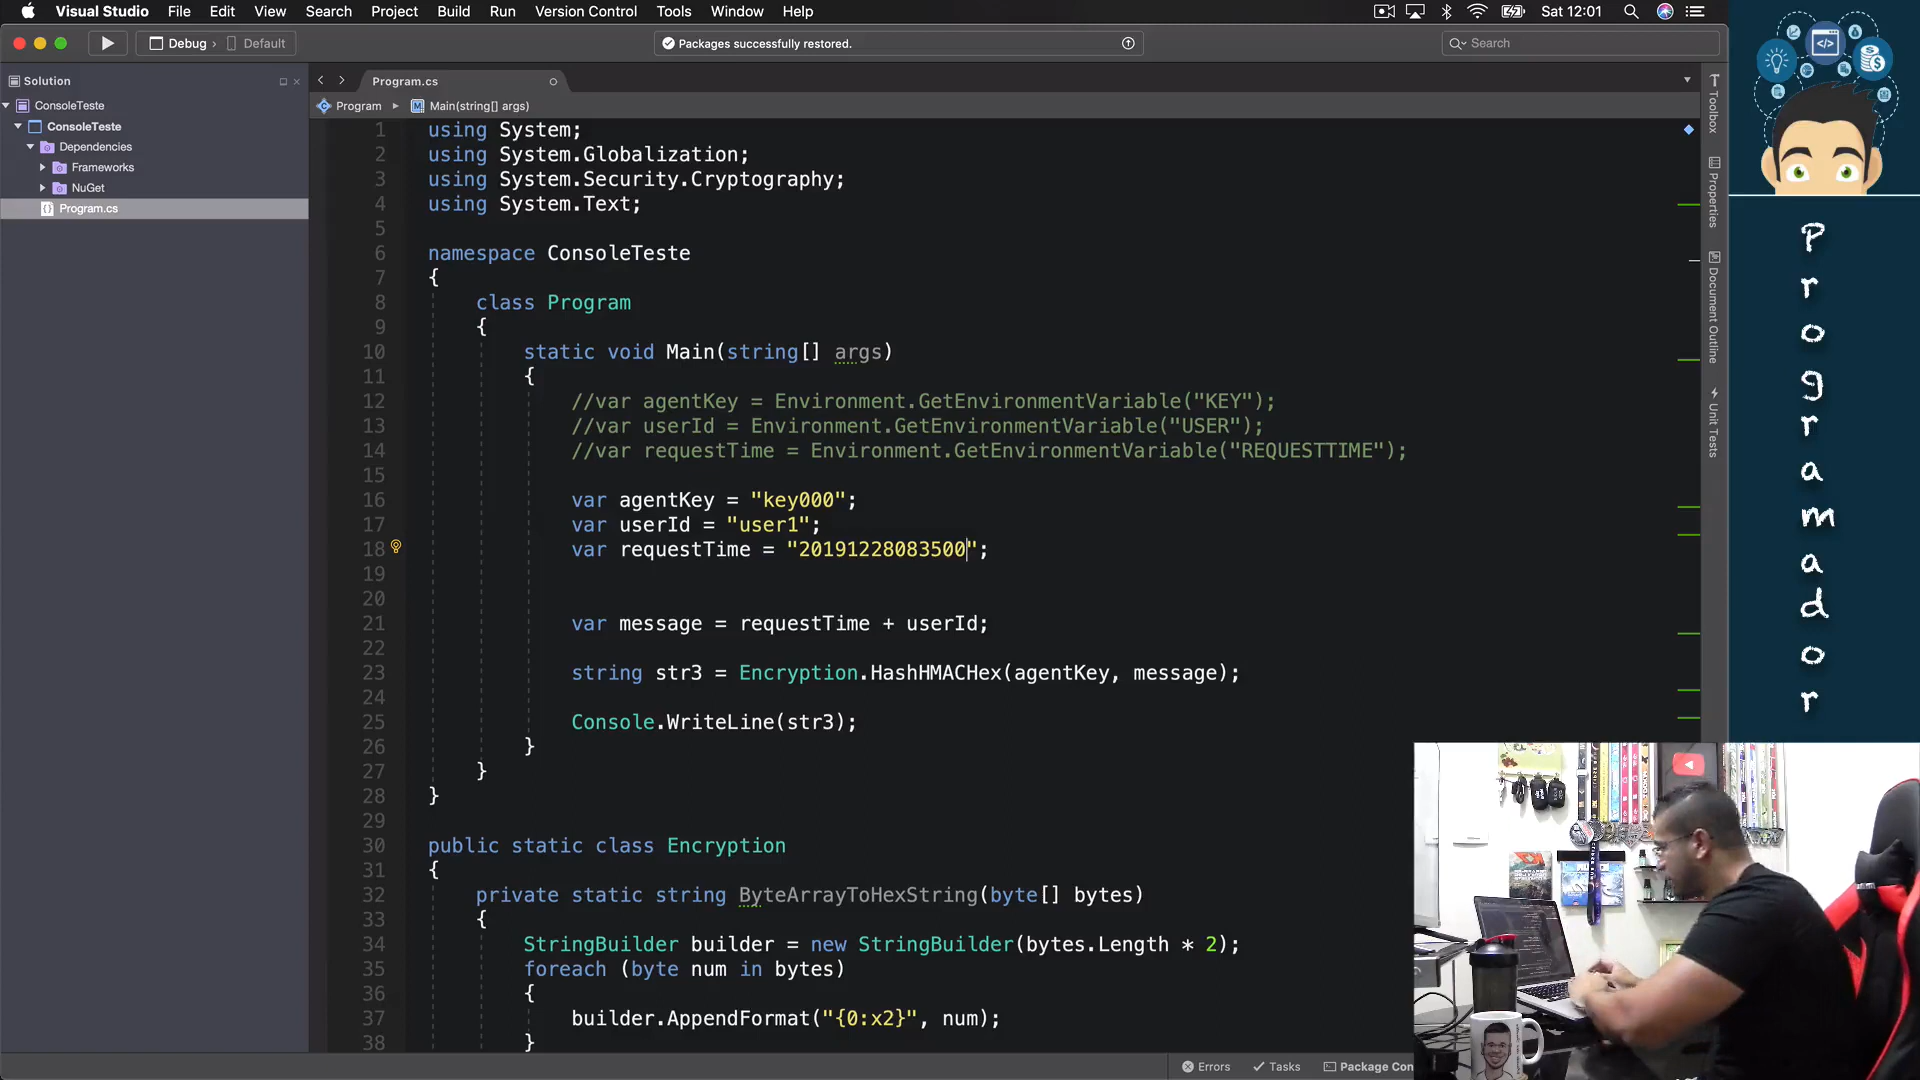 Visual Studio File Edit View Search Project Build Run Version Control Tools Window Help Sat 12:01
Debug › Default
Packages successfully restored.
Search
Solution
Program.cs
ConsoleTeste
Program ▸ Main(string[] args)
ConsoleTeste
Dependencies
Frameworks
NuGet
Program.cs
1 using System;
2 using System.Globalization;
3 using System.Security.Cryptography;
4 using System.Text;
5
6 namespace ConsoleTeste
7 {
8 class Program
9 {
10 static void Main(string[] args)
11 {
12 //var agentKey = Environment.GetEnvironmentVariable("KEY");
13 //var userId = Environment.GetEnvironmentVariable("USER");
14 //var requestTime = Environment.GetEnvironmentVariable("REQUESTTIME");
15
16 var agentKey = "key000";
17 var userId = "user1";
18 var requestTime = "20191228083500";
19
20
21 var message = requestTime + userId;
22
23 string str3 = Encryption.HashHMACHex(agentKey, message);
24
25 Console.WriteLine(str3);
26 }
27 }
28 }
29
30 public static class Encryption
31 {
32 private static string ByteArrayToHexString(byte[] bytes)
33 {
34 StringBuilder builder = new StringBuilder(bytes.Length * 2);
35 foreach (byte num in bytes)
36 {
37 builder.AppendFormat("{0:x2}", num);
38 }
Toolbox
Properties
Document Outline
Unit Tests
Errors Tasks Package Con
</>
Programador